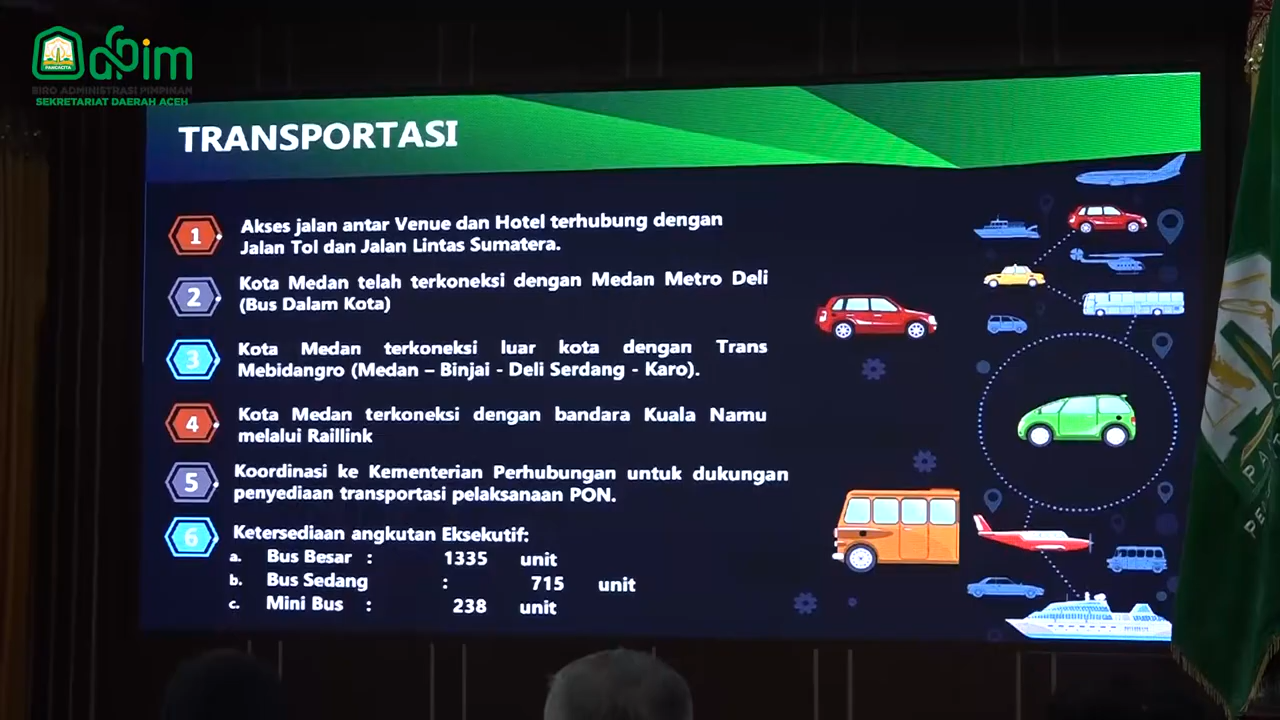 adpim
PANCACITA
BIRO ADMINISTRASI PIMPINAN
SEKRETARIAT DAERAH ACEH
TRANSPORTASI
1 Akses jalan antar Venue dan Hotel terhubung dengan
Jalan Tol dan Jalan Lintas Sumatera.
2 Kota Medan telah terkoneksi dengan Medan Metro Deli
(Bus Dalam Kota)
3 Kota Medan terkoneksi luar kota dengan Trans
Mebidangro (Medan – Binjai - Deli Serdang - Karo).
4 Kota Medan terkoneksi dengan bandara Kuala Namu
melalui Raillink
5 Koordinasi ke Kementerian Perhubungan untuk dukungan
penyediaan transportasi pelaksanaan PON.
6 Ketersediaan angkutan Eksekutif:
a. Bus Besar : 1335 unit
b. Bus Sedang : 715 unit
c. Mini Bus : 238 unit